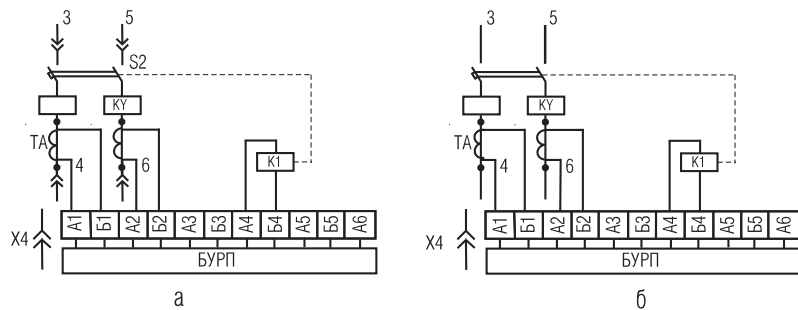 3 5 3 5
S2
KY KY
TA TA
4 6 4 6
K1 K1
А1 Б1 А2 Б2 А3 Б3 А4 Б4 А5 Б5 А6 А1 Б1 А2 Б2 А3 Б3 А4 Б4 А5 Б5 А6
X4 X4
БУРП БУРП
а б